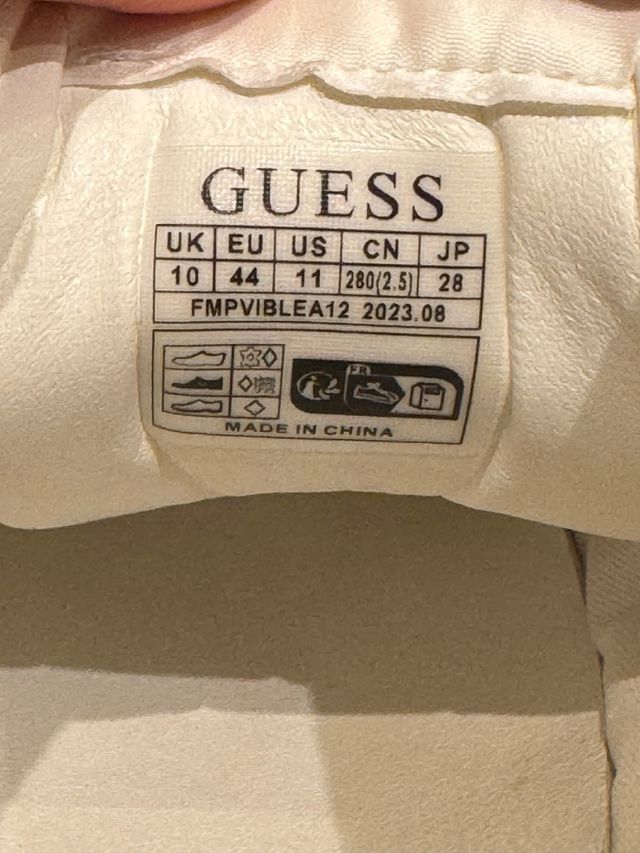 GUESS
UK EU US CN JP
10 44 11 280(2.5) 28
FMPVIBLEA12 2023.08
FR
MADE IN CHINA